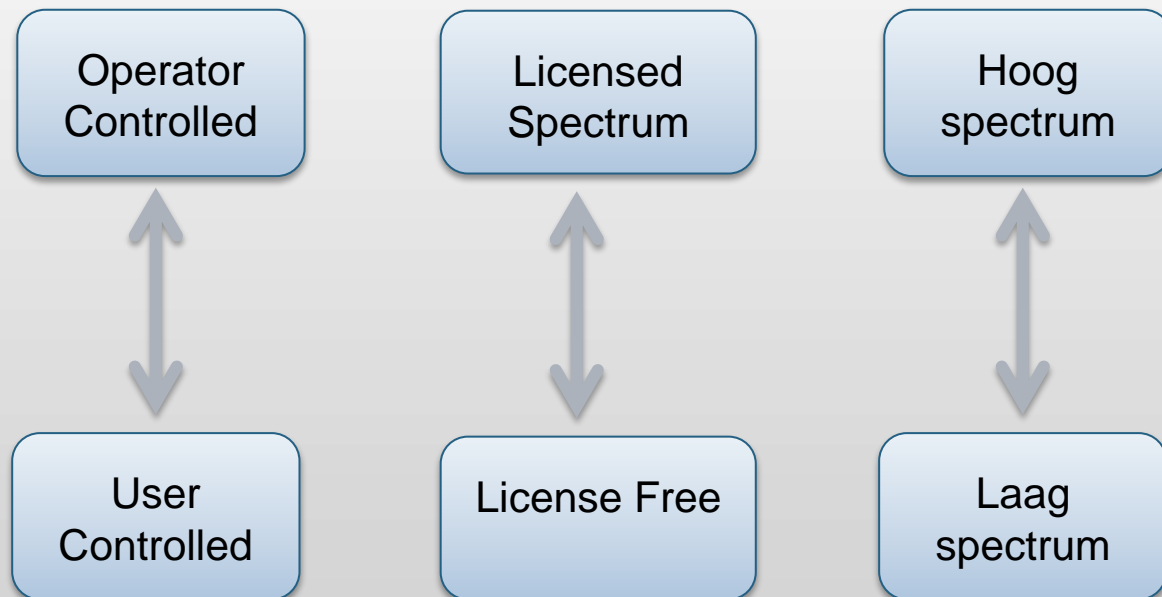 Operator
Controlled
Licensed
Spectrum
Hoog
spectrum
User
Controlled
License Free
Laag
spectrum